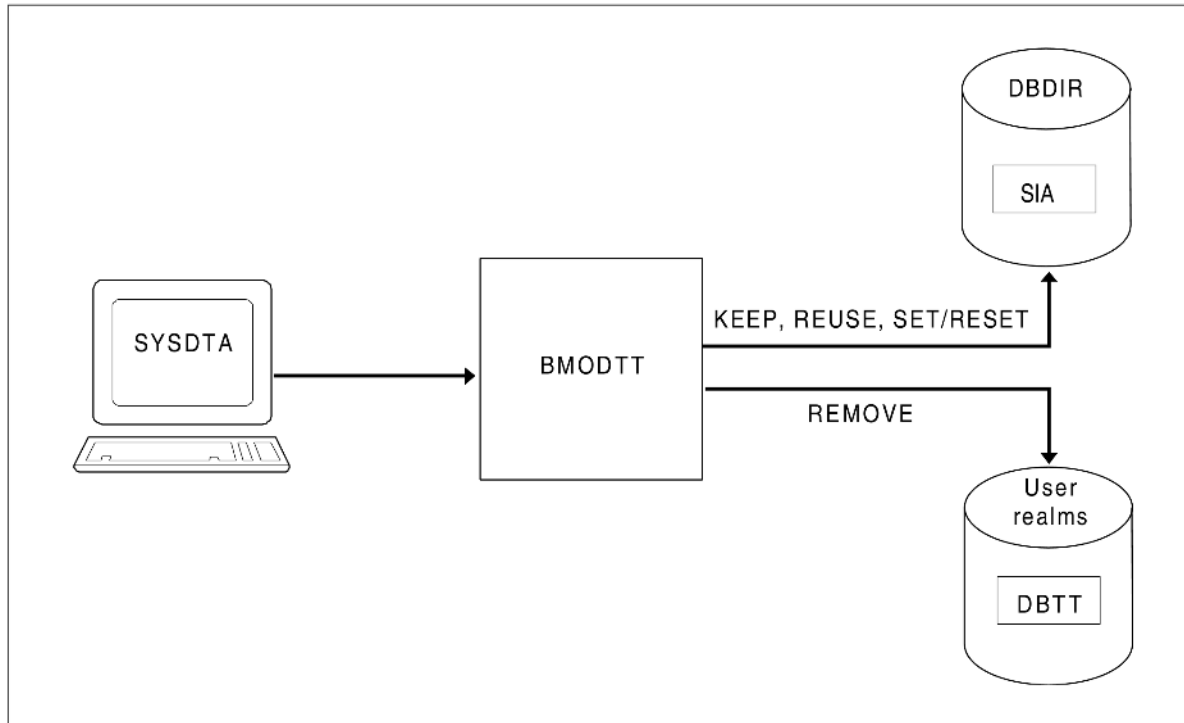 DBDIR
SIA
SYSDTA
BMODTT
KEEP, REUSE, SET/RESET
REMOVE
User
realms
DBTT